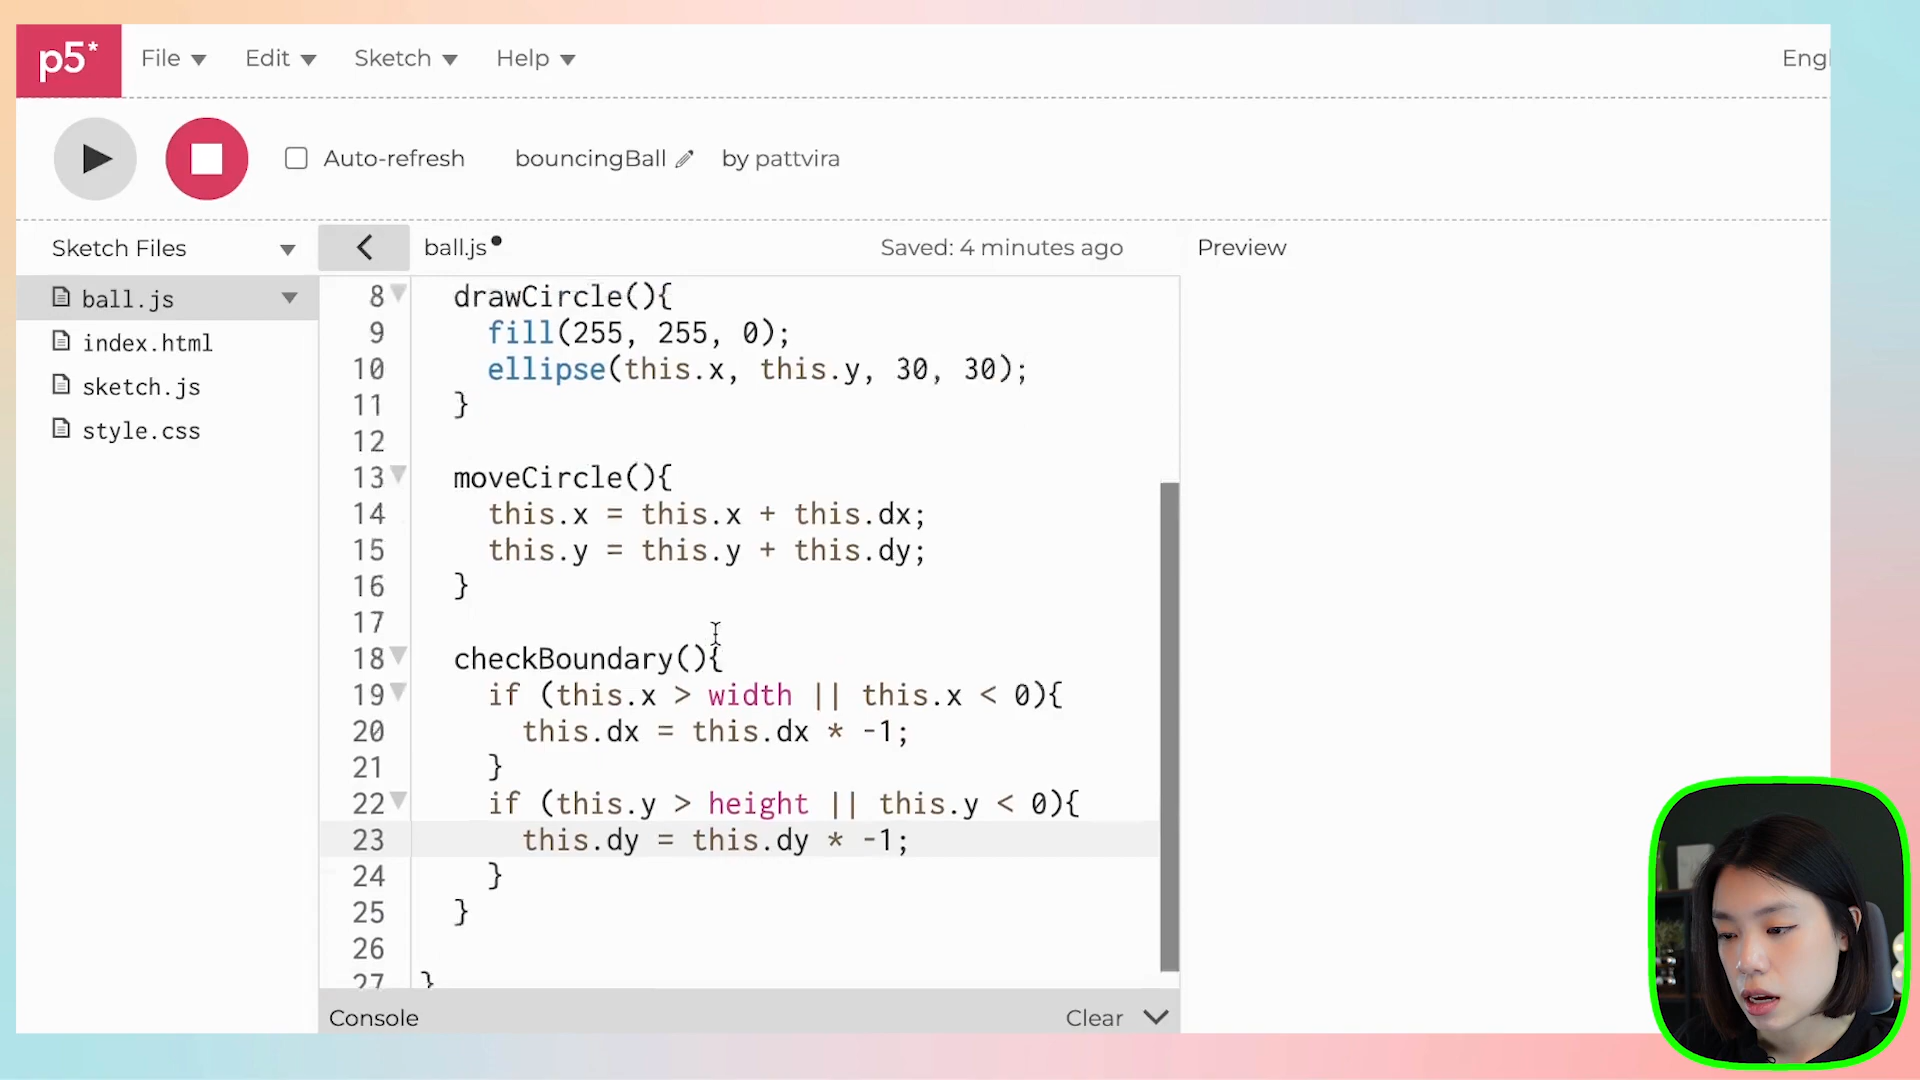 p5*
File Edit Sketch Help
Engl
Auto-refresh bouncingBall by pattvira
Sketch Files
ball.js
Saved: 4 minutes ago
Preview
ball.js
index.html
sketch.js
style.css
8 drawCircle(){
9 fill(255, 255, 0);
10 ellipse(this.x, this.y, 30, 30);
11 }
12
13 moveCircle(){
14 this.x = this.x + this.dx;
15 this.y = this.y + this.dy;
16 }
17
18 checkBoundary(){
19 if (this.x > width || this.x < 0){
20 this.dx = this.dx * -1;
21 }
22 if (this.y > height || this.y < 0){
23 this.dy = this.dy * -1;
24 }
25 }
26
27 }
Console Clear